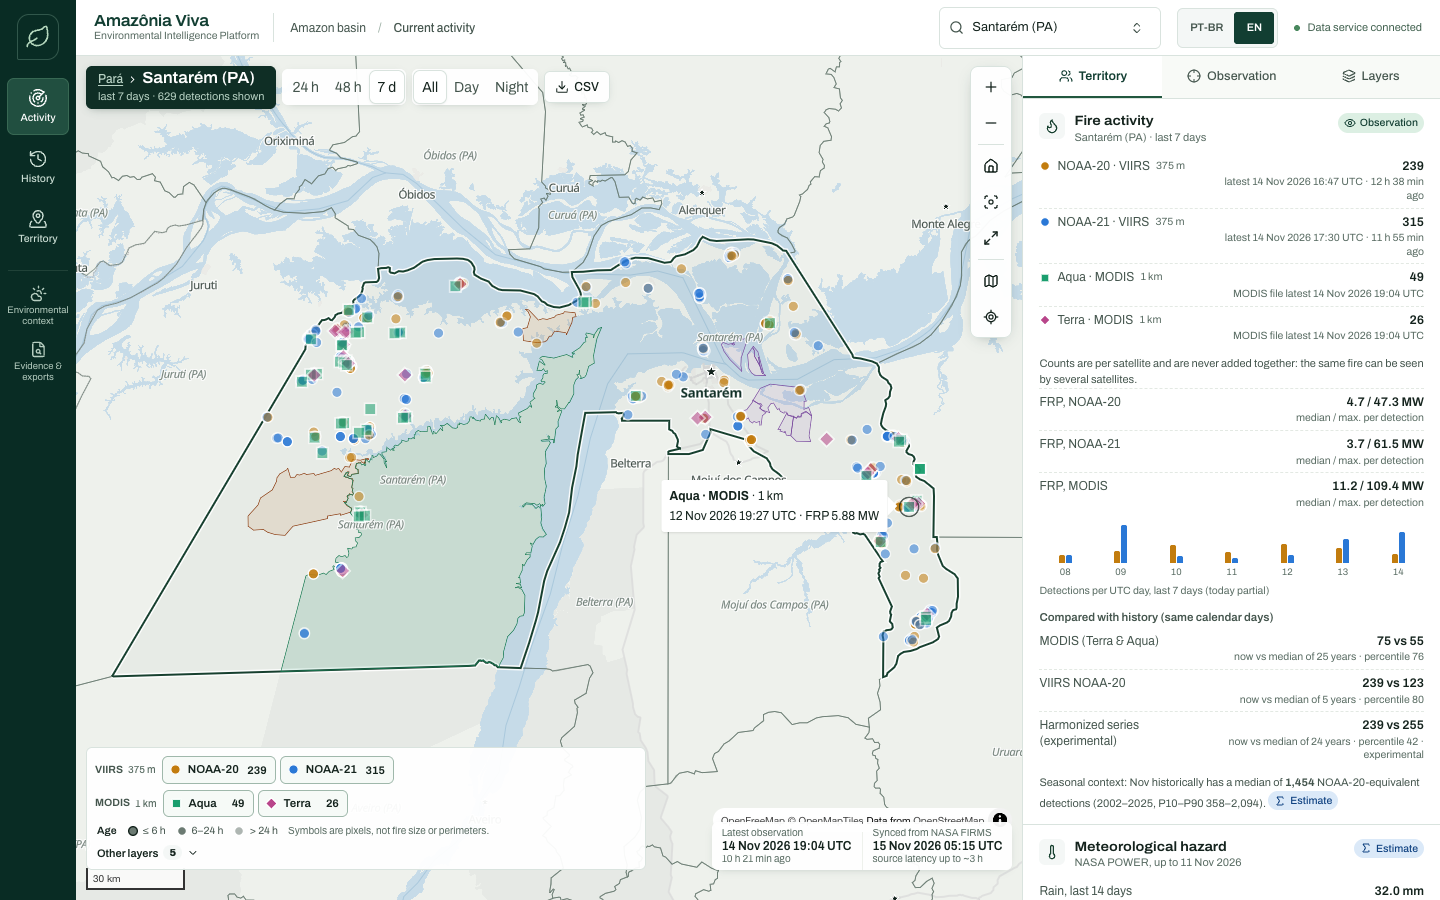 Amazônia Viva
Environmental Intelligence Platform
Amazon basin / Current activity
Santarém (PA)
PT-BR EN
Data service connected
Activity
History
Territory
Environmental
context
Evidence &
exports
Pará › Santarém (PA)
last 7 days · 629 detections shown
24 h 48 h 7 d
All Day Night
CSV
Oriximiná
Óbidos (PA)
Óbidos
Curuá
Curuá (PA)
Alenquer
Monte Aleg
ta (PA)
ta
Juruti
Juruti (PA)
Santarém (PA)
Santarém
Santarém (PA)
Santarém (PA)
Belterra
Mojuí dos Campos
Aqua · MODIS · 1 km
12 Nov 2026 19:27 UTC · FRP 5.88 MW
Belterra (PA)
Mojuí dos Campos (PA)
Uruará
VIIRS 375 m NOAA-20 239 NOAA-21 315
MODIS 1 km Aqua 49 Terra 26
Age ≤ 6 h 6–24 h > 24 h Symbols are pixels, not fire size or perimeters.
Other layers 5
30 km
OpenFreeMap © OpenMapTiles Data from OpenStreetMap
Latest observation
14 Nov 2026 19:04 UTC
10 h 21 min ago
Synced from NASA FIRMS
15 Nov 2026 05:15 UTC
source latency up to ~3 h
Territory Observation Layers
Fire activity
Santarém (PA) · last 7 days
Observation
NOAA-20 · VIIRS 375 m 239
latest 14 Nov 2026 16:47 UTC · 12 h 38 min
ago
NOAA-21 · VIIRS 375 m 315
latest 14 Nov 2026 17:30 UTC · 11 h 55 min
ago
Aqua · MODIS 1 km 49
MODIS file latest 14 Nov 2026 19:04 UTC
Terra · MODIS 1 km 26
MODIS file latest 14 Nov 2026 19:04 UTC
Counts are per satellite and are never added together: the same fire can be seen
by several satellites.
FRP, NOAA-20 4.7 / 47.3 MW
median / max. per detection
FRP, NOAA-21 3.7 / 61.5 MW
median / max. per detection
FRP, MODIS 11.2 / 109.4 MW
median / max. per detection
08 09 10 11 12 13 14
Detections per UTC day, last 7 days (today partial)
Compared with history (same calendar days)
MODIS (Terra & Aqua) 75 vs 55
now vs median of 25 years · percentile 76
VIIRS NOAA-20 239 vs 123
now vs median of 5 years · percentile 80
Harmonized series 239 vs 255
(experimental) now vs median of 24 years · percentile 42 ·
experimental
Seasonal context: Nov historically has a median of 1,454 NOAA-20-equivalent
detections (2002–2025, P10–P90 358–2,094). Estimate
Meteorological hazard
NASA POWER, up to 11 Nov 2026
Estimate
Rain, last 14 days 32.0 mm